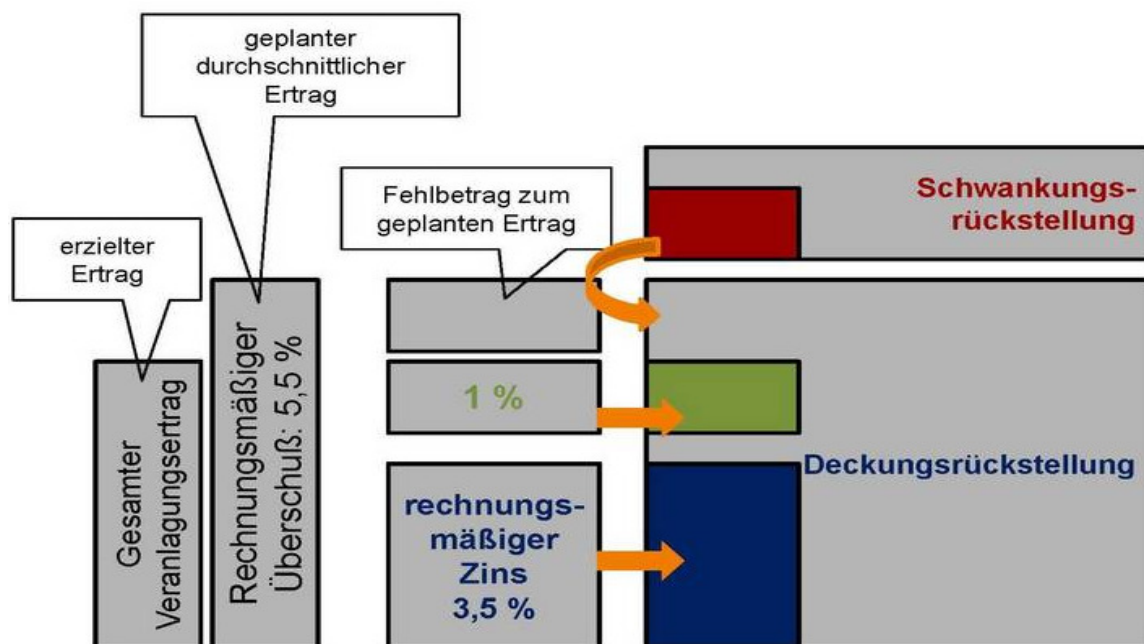 geplanter
durchschnittlicher
Ertrag
Fehlbetrag zum
geplanten Ertrag
Schwankungs-
rückstellung
erzielter
Ertrag
Gesamter
Veranlagungsertrag
Rechnungsmäßiger
Überschuß: 5,5 %
1 %
rechnungs-
mäßiger
Zins
3,5 %
Deckungsrückstellung